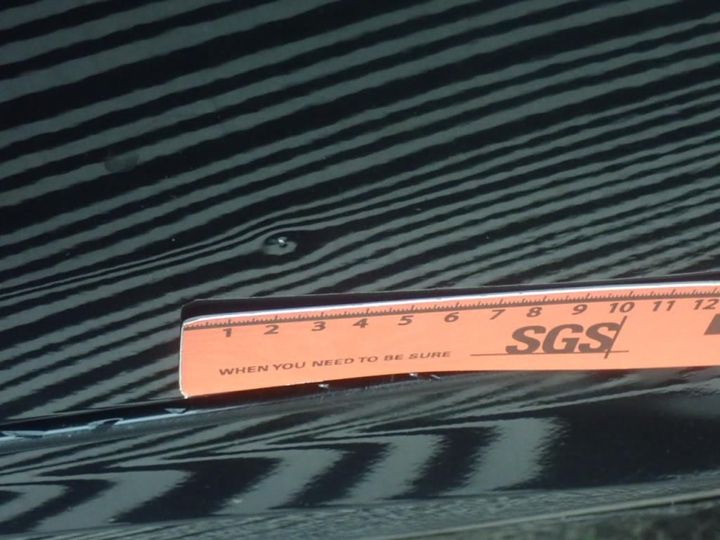 1 2 3 4 5 6 7 8 9 10 11 12
SGS
WHEN YOU NEED TO BE SURE